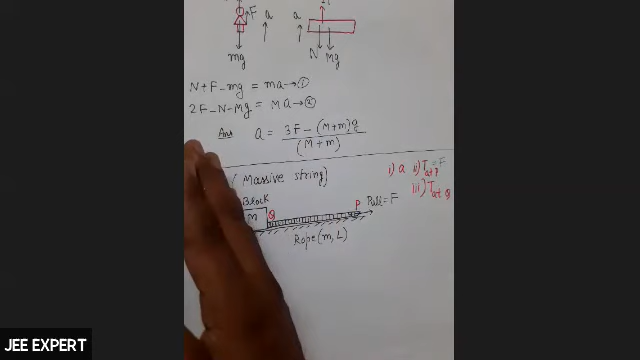 F a a
mg N Mg
N+F-mg = ma→①
2F-N-Mg = Ma→②
Ans a = 3F-(M+m)g / (M+m)
(Massive string) i) a ii) T at P = F
Block iii) T at Q
M Q P Pull = F
Rope (m, L)
JEE EXPERT